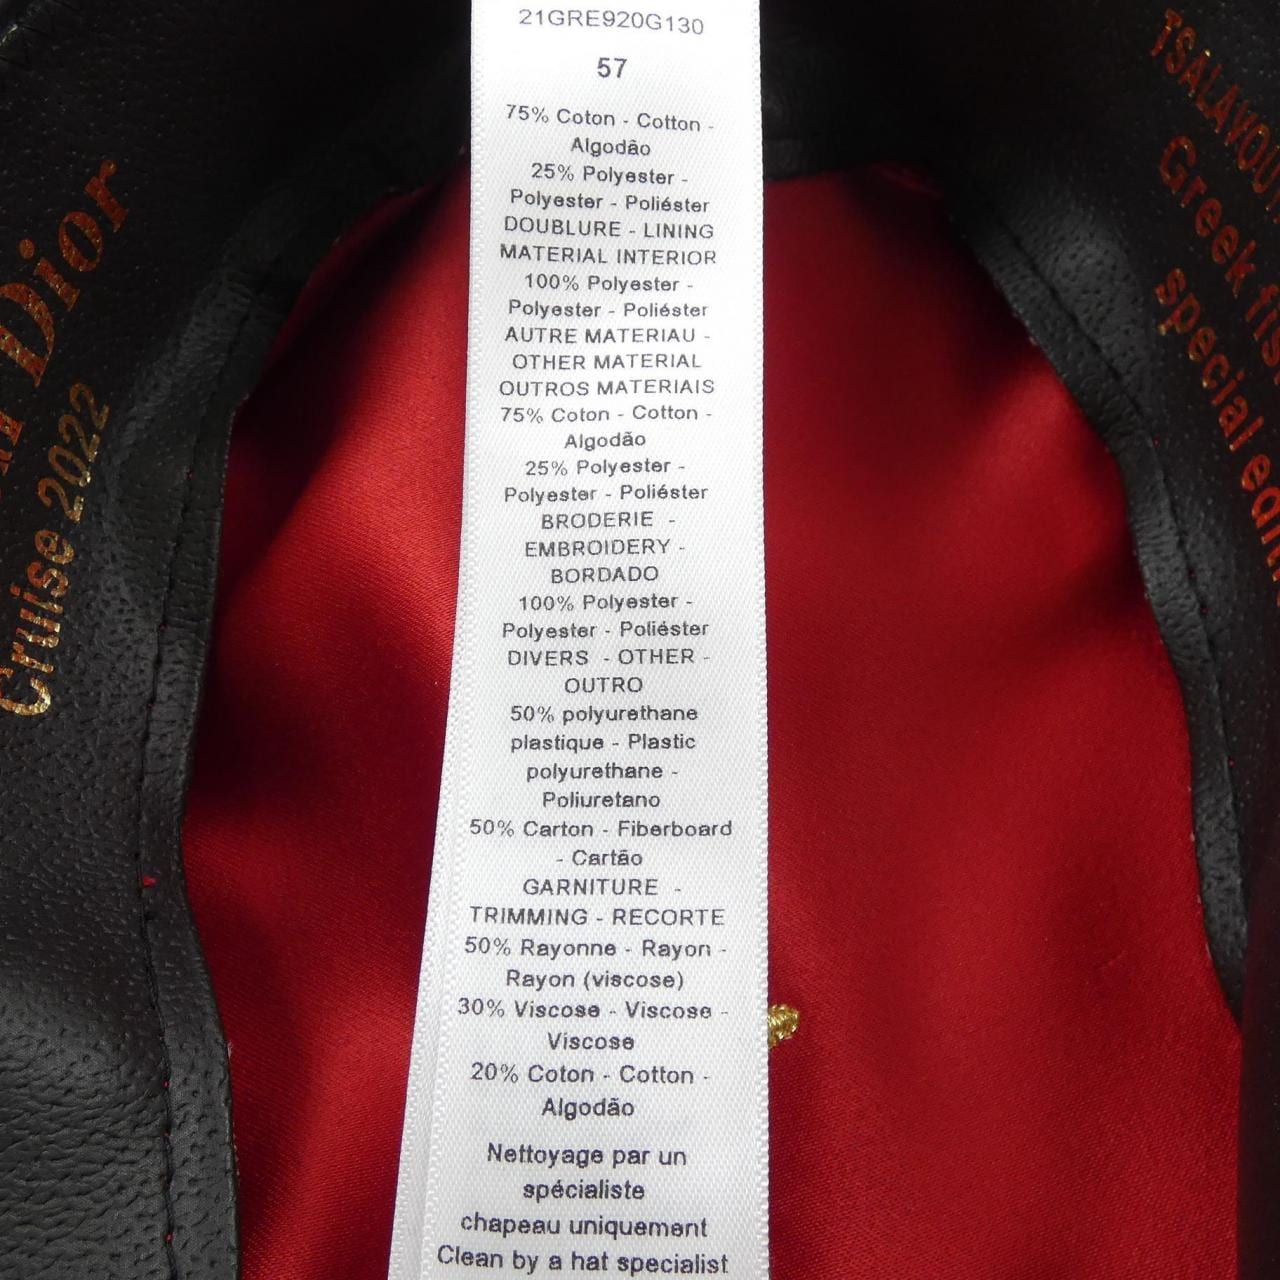 21GRE920G130
57
75% Coton - Cotton -
Algodão
25% Polyester -
Polyester - Poliéster
DOUBLURE - LINING
MATERIAL INTERIOR
100% Polyester -
Polyester - Poliéster
AUTRE MATERIAU -
OTHER MATERIAL
OUTROS MATERIAIS
75% Coton - Cotton -
Algodão
25% Polyester -
Polyester - Poliéster
BRODERIE -
EMBROIDERY -
BORDADO
100% Polyester -
Polyester - Poliéster
DIVERS - OTHER -
OUTRO
50% polyurethane
plastique - Plastic
polyurethane -
Poliuretano
50% Carton - Fiberboard
- Cartão
GARNITURE -
TRIMMING - RECORTE
50% Rayonne - Rayon -
Rayon (viscose)
30% Viscose - Viscose -
Viscose
20% Coton - Cotton -
Algodão
Nettoyage par un
spécialiste
chapeau uniquement
Clean by a hat specialist
Dior
Cruise 2022
Greek
special